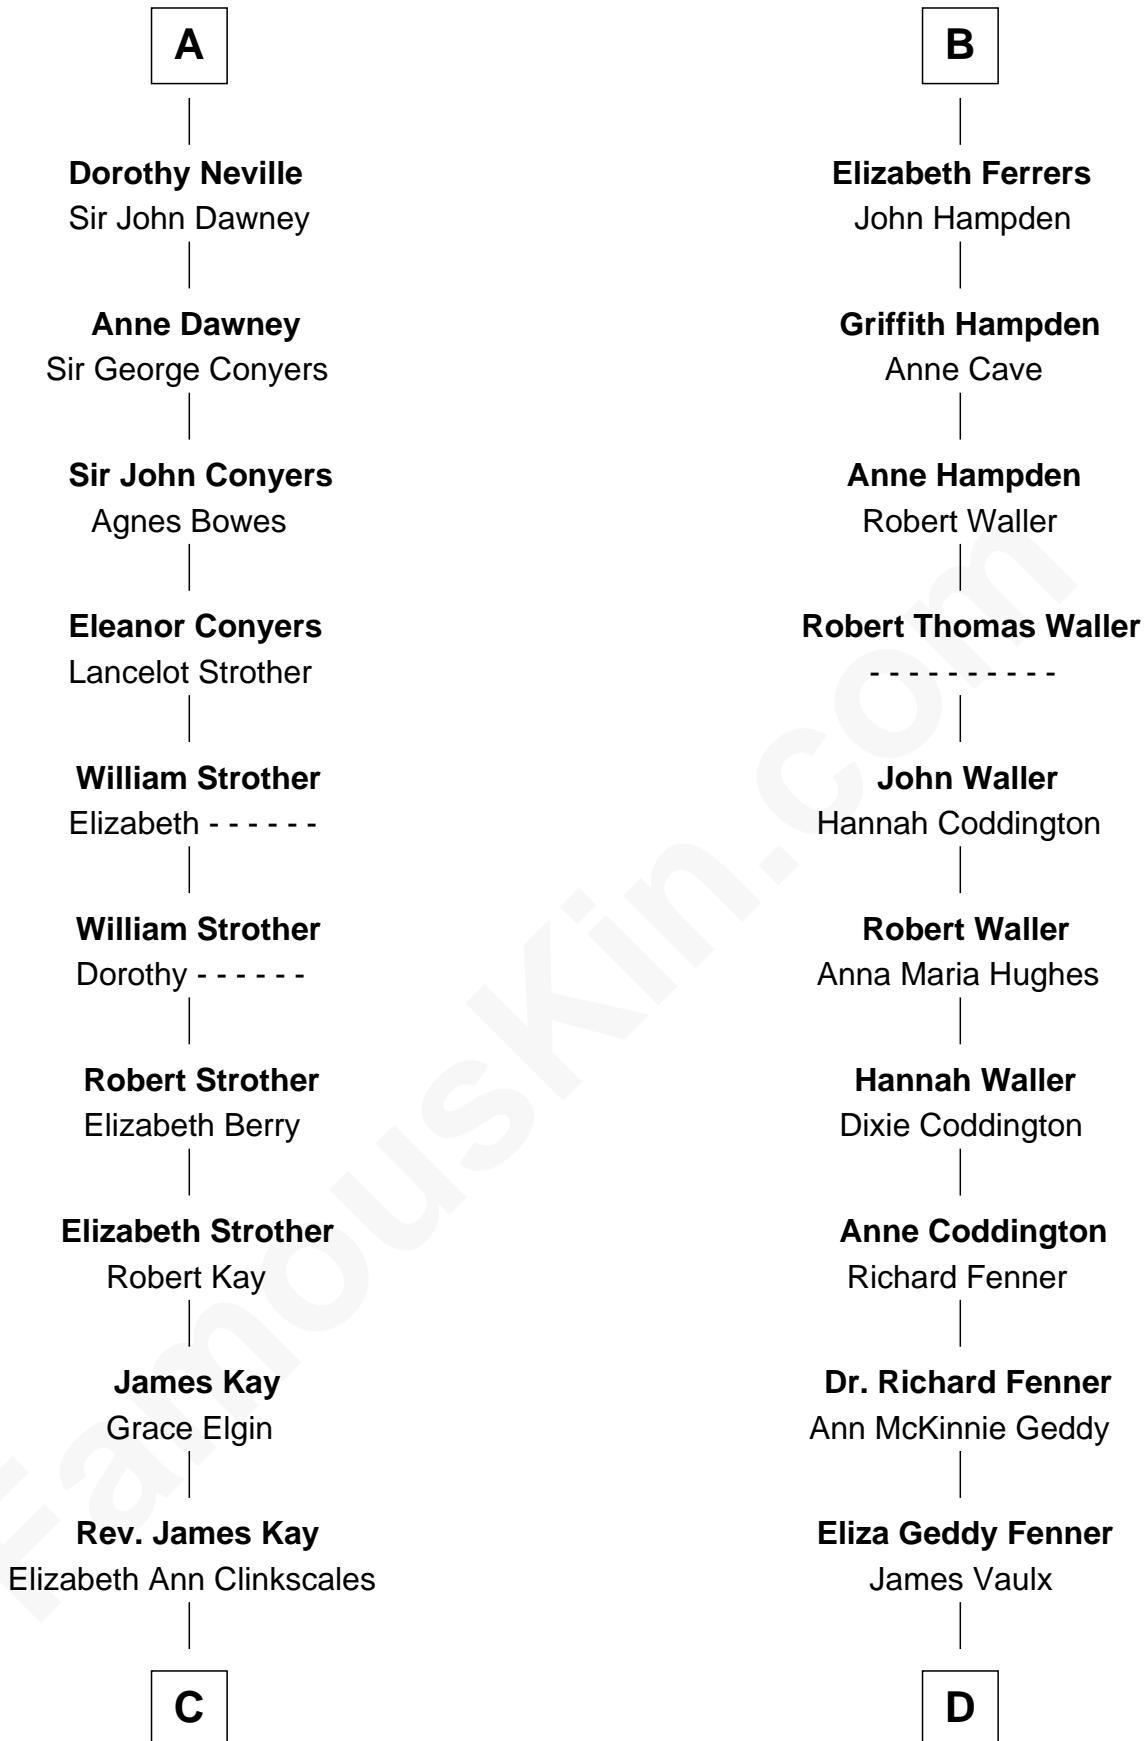 A
Dorothy Neville
Sir John Dawney
Anne Dawney
Sir George Conyers
Sir John Conyers
Agnes Bowes
Eleanor Conyers
Lancelot Strother
William Strother
Elizabeth - - - - - -
William Strother
Dorothy - - - - - -
Robert Strother
Elizabeth Berry
Elizabeth Strother
Robert Kay
James Kay
Grace Elgin
Rev. James Kay
Elizabeth Ann Clinkscales
C
B
Elizabeth Ferrers
John Hampden
Griffith Hampden
Anne Cave
Anne Hampden
Robert Waller
Robert Thomas Waller
- - - - - - - - - -
John Waller
Hannah Coddington
Robert Waller
Anna Maria Hughes
Hannah Waller
Dixie Coddington
Anne Coddington
Richard Fenner
Dr. Richard Fenner
Ann McKinnie Geddy
Eliza Geddy Fenner
James Vaulx
D
FamousKin.com